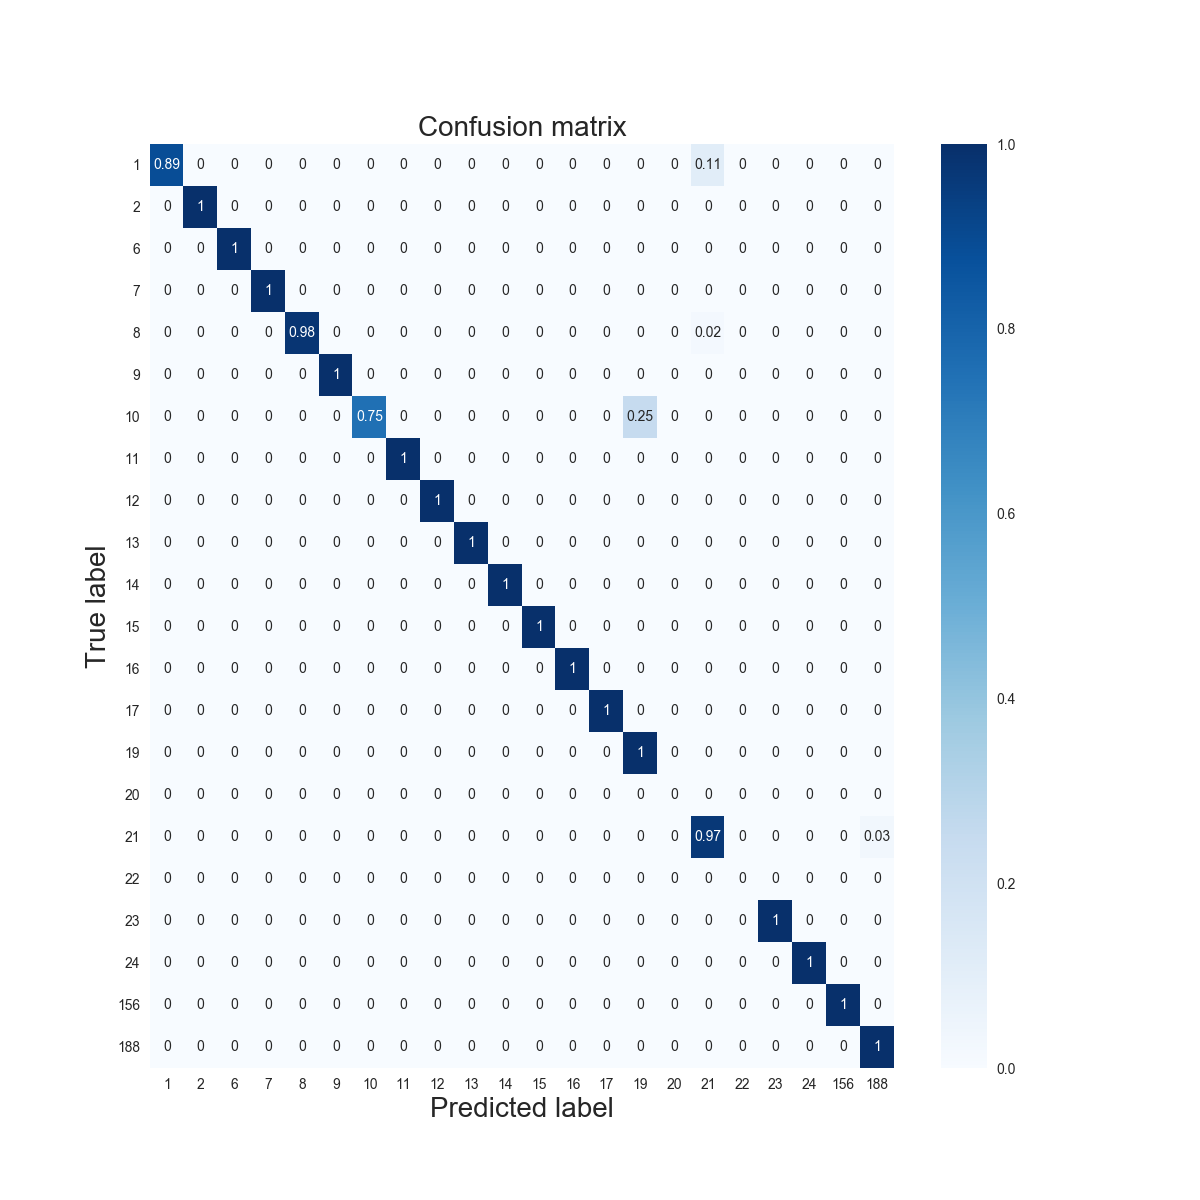 Confusion matrix
1 0.89 0 0 0 0 0 0 0 0 0 0 0 0 0 0 0 0.11 0 0 0 0 0
2 0 1 0 0 0 0 0 0 0 0 0 0 0 0 0 0 0 0 0 0 0 0
6 0 0 1 0 0 0 0 0 0 0 0 0 0 0 0 0 0 0 0 0 0 0
7 0 0 0 1 0 0 0 0 0 0 0 0 0 0 0 0 0 0 0 0 0 0
8 0 0 0 0 0.98 0 0 0 0 0 0 0 0 0 0 0 0.02 0 0 0 0 0
9 0 0 0 0 0 1 0 0 0 0 0 0 0 0 0 0 0 0 0 0 0 0
10 0 0 0 0 0 0 0.75 0 0 0 0 0 0 0 0.25 0 0 0 0 0 0 0
11 0 0 0 0 0 0 0 1 0 0 0 0 0 0 0 0 0 0 0 0 0 0
12 0 0 0 0 0 0 0 0 1 0 0 0 0 0 0 0 0 0 0 0 0 0
13 0 0 0 0 0 0 0 0 0 1 0 0 0 0 0 0 0 0 0 0 0 0
14 0 0 0 0 0 0 0 0 0 0 1 0 0 0 0 0 0 0 0 0 0 0
15 0 0 0 0 0 0 0 0 0 0 0 1 0 0 0 0 0 0 0 0 0 0
16 0 0 0 0 0 0 0 0 0 0 0 0 1 0 0 0 0 0 0 0 0 0
17 0 0 0 0 0 0 0 0 0 0 0 0 0 1 0 0 0 0 0 0 0 0
19 0 0 0 0 0 0 0 0 0 0 0 0 0 0 1 0 0 0 0 0 0 0
20 0 0 0 0 0 0 0 0 0 0 0 0 0 0 0 0 0 0 0 0 0 0
21 0 0 0 0 0 0 0 0 0 0 0 0 0 0 0 0 0.97 0 0 0 0 0.03
22 0 0 0 0 0 0 0 0 0 0 0 0 0 0 0 0 0 0 0 0 0 0
23 0 0 0 0 0 0 0 0 0 0 0 0 0 0 0 0 0 0 1 0 0 0
24 0 0 0 0 0 0 0 0 0 0 0 0 0 0 0 0 0 0 0 1 0 0
156 0 0 0 0 0 0 0 0 0 0 0 0 0 0 0 0 0 0 0 0 1 0
188 0 0 0 0 0 0 0 0 0 0 0 0 0 0 0 0 0 0 0 0 0 1
1 2 6 7 8 9 10 11 12 13 14 15 16 17 19 20 21 22 23 24 156 188
Predicted label
True label
1.0
0.8
0.6
0.4
0.2
0.0